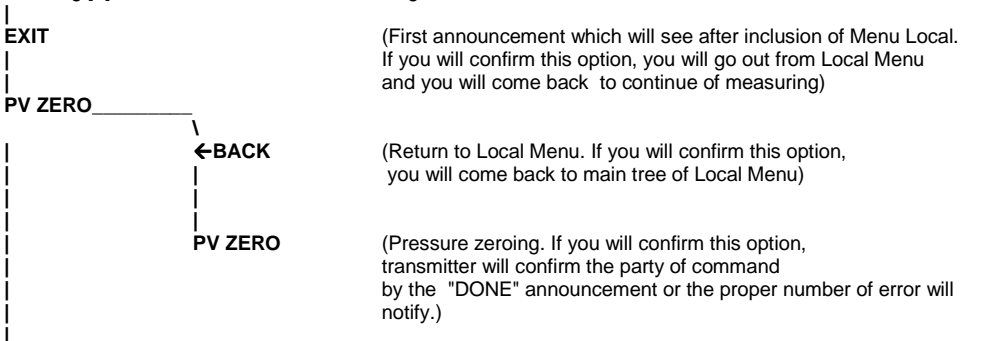 EXIT (First announcement which will see after inclusion of Menu Local.
If you will confirm this option, you will go out from Local Menu
and you will come back to continue of measuring)
PV ZERO__________
\
| ←BACK (Return to Local Menu. If you will confirm this option,
| | you will come back to main tree of Local Menu)
| |
| |
| PV ZERO (Pressure zeroing. If you will confirm this option,
| transmitter will confirm the party of command
| by the "DONE" announcement or the proper number of error will
| notify.)
|